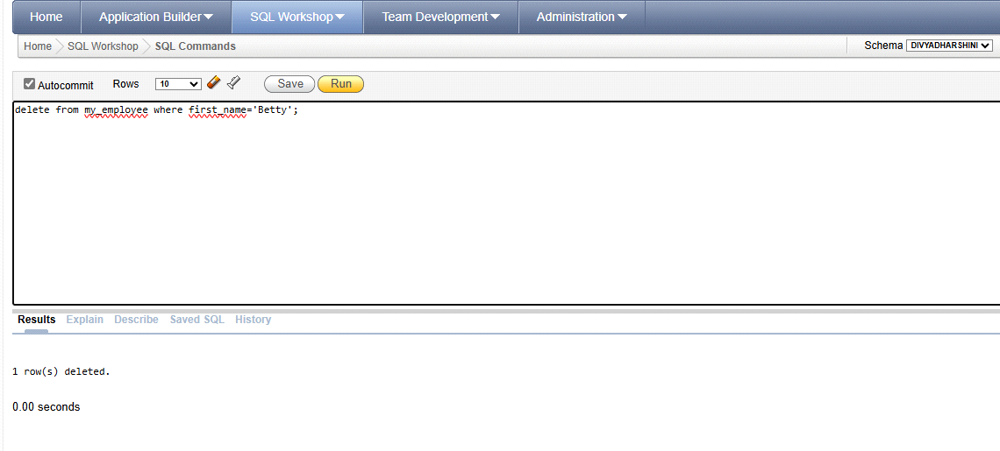 Home Application Builder SQL Workshop Team Development Administration
Home SQL Workshop SQL Commands Schema DIVYADHARSHINI
Autocommit Rows 10 Save Run
delete from my_employee where first_name='Betty';
Results Explain Describe Saved SQL History
1 row(s) deleted.
0.00 seconds